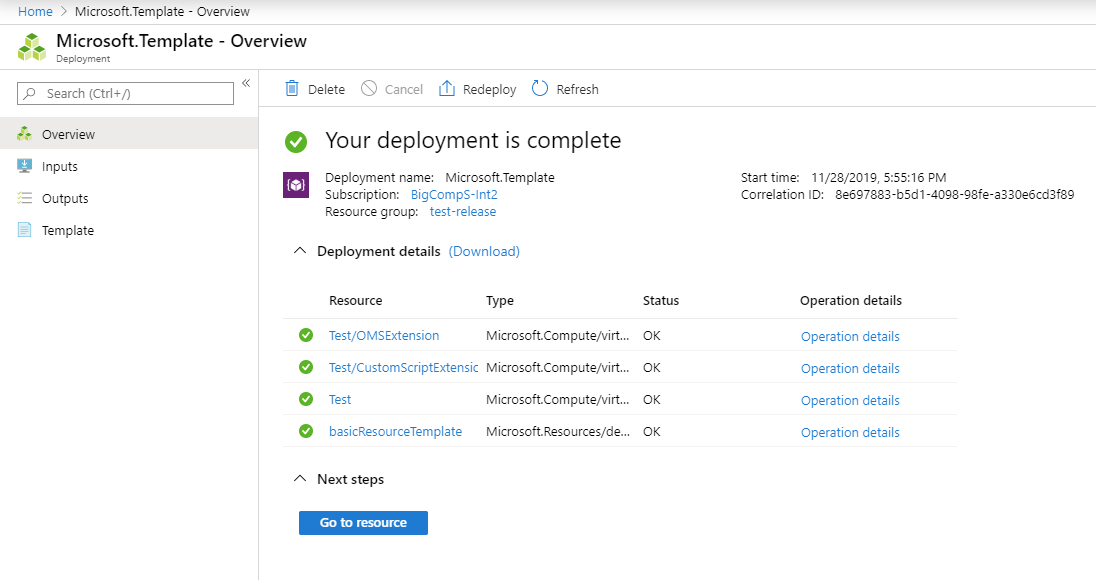 Home > Microsoft.Template - Overview
Microsoft.Template - Overview
Deployment
Search (Ctrl+/)
«
Overview
Inputs
Outputs
Template
Delete Cancel Redeploy Refresh
Your deployment is complete
Deployment name: Microsoft.Template
Subscription: BigCompS-Int2
Resource group: test-release
Start time: 11/28/2019, 5:55:16 PM
Correlation ID: 8e697883-b5d1-4098-98fe-a330e6cd3f89
Deployment details (Download)
Resource Type Status Operation details
Test/OMSExtension Microsoft.Compute/virt... OK Operation details
Test/CustomScriptExtensic Microsoft.Compute/virt... OK Operation details
Test Microsoft.Compute/virt... OK Operation details
basicResourceTemplate Microsoft.Resources/de... OK Operation details
Next steps
Go to resource